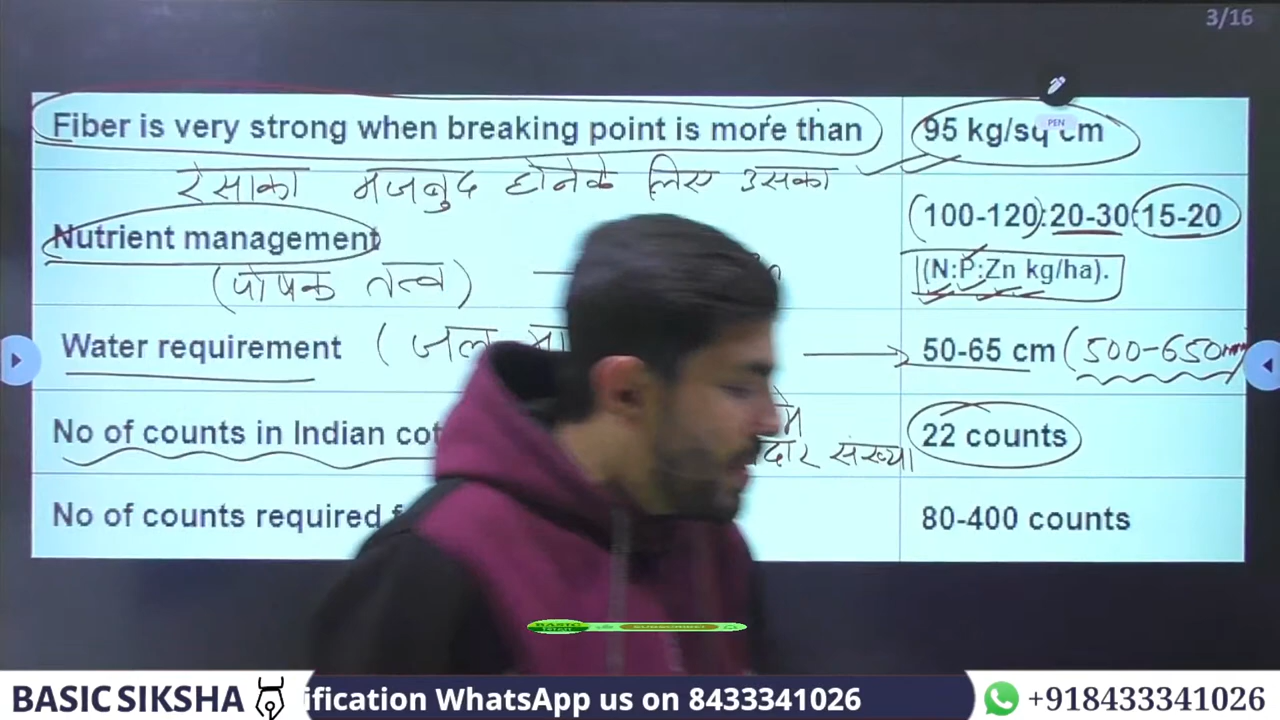 3/16
Fiber is very strong when breaking point is more than 95 kg/sq cm
PEN
रेसाका मजबुद होनेके लिए उसका
Nutrient management (100-120):20-30:15-20
(पोषक तत्व) (N:P:Zn kg/ha).
Water requirement (जल 50-65 cm (500-650mm)
No of counts in Indian cot 22 counts
संख्या
No of counts required 80-400 counts
BASIC SIKSHA ification WhatsApp us on 8433341026 +918433341026